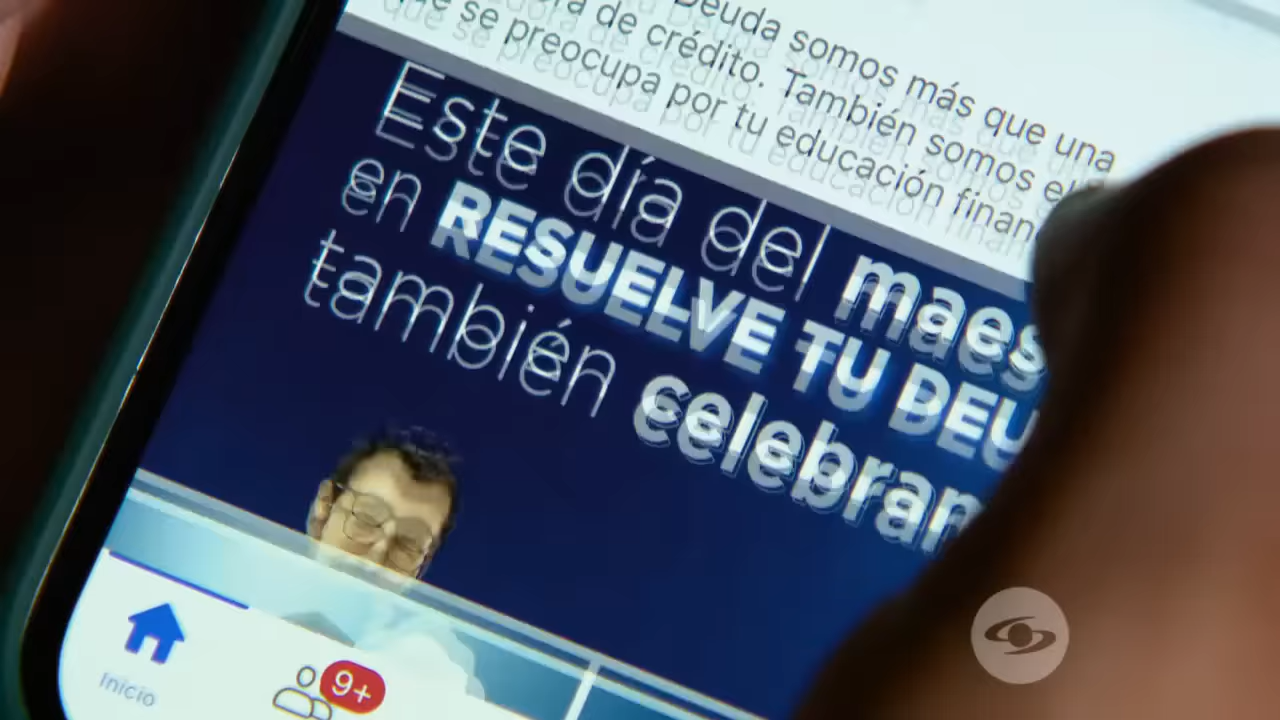 Deuda somos más que una
de crédito. También somos
que se preocupa por tu educación finan
Este día del maes
en RESUELVE TU DEU
también celebran
Inicio
9+